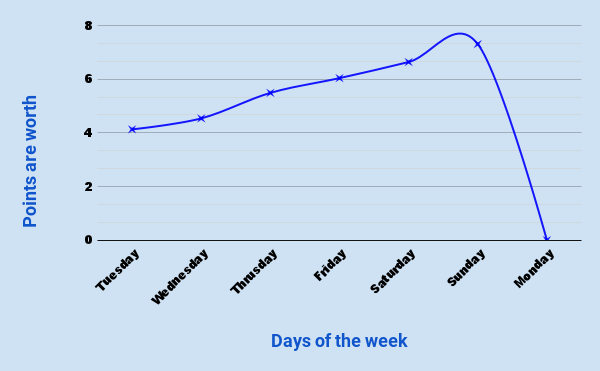 8
6
4
2
0
Points are worth
Tuesday
Wednesday
Thrusday
Friday
Saturday
Sunday
Monday
Days of the week